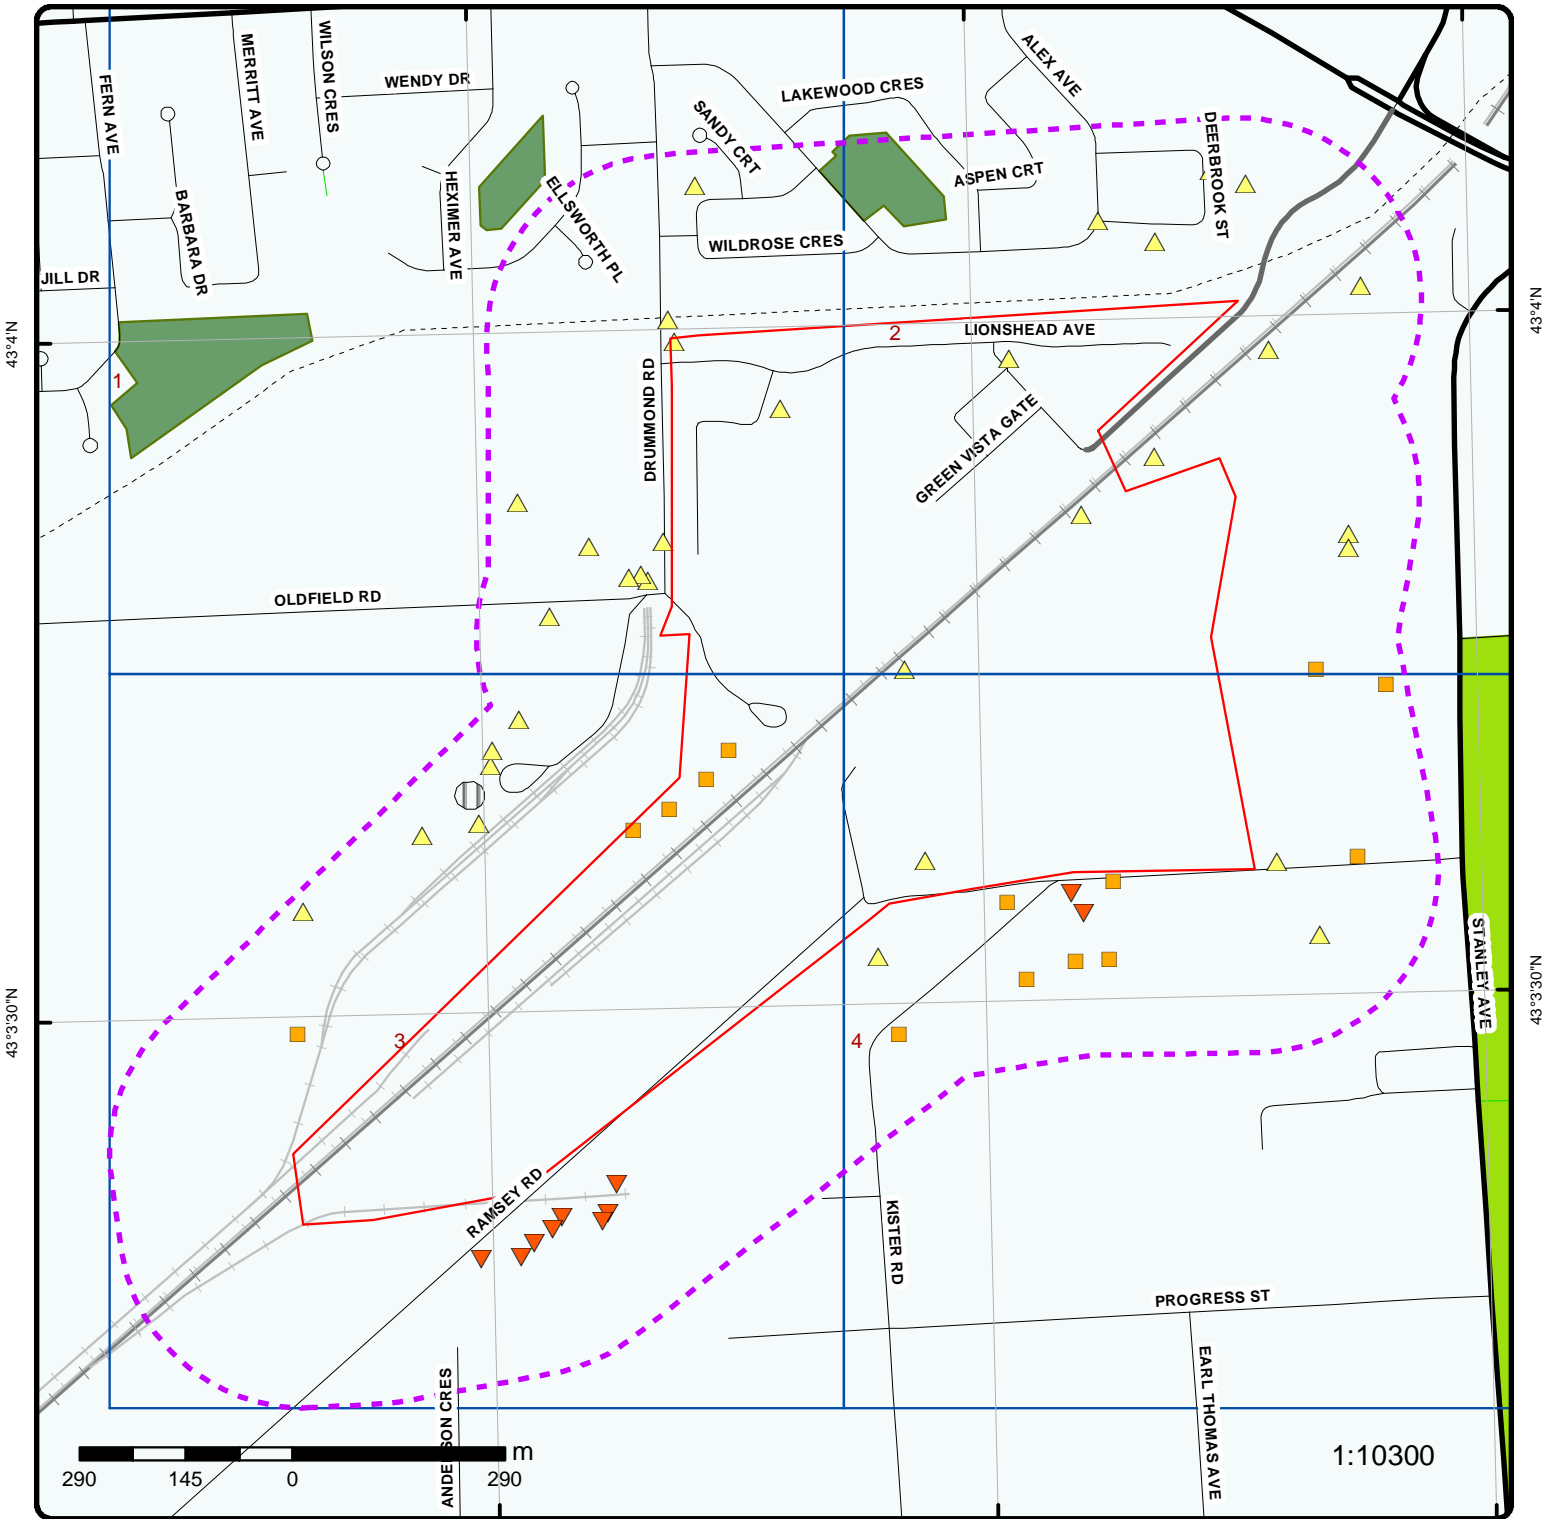 FERN AVE
MERRITT AVE
WILSON CRES
WENDY DR
SANDY CRT
LAKEWOOD CRES
ALEX AVE
DEERBROOK ST
ASPEN CRT
BARBARA DR
HEXIMER AVE
ELLSWORTH PL
WILDROSE CRES
JILL DR
43°4'N
43°4'N
1
2
LIONSHEAD AVE
DRUMMOND RD
GREEN VISTA GATE
OLDFIELD RD
STANLEY AVE
43°3'30"N
43°3'30"N
3
4
RAMSEY RD
KISTER RD
PROGRESS ST
ANDERSON CRES
EARL THOMAS AVE
m
290 145 0 290
1:10300